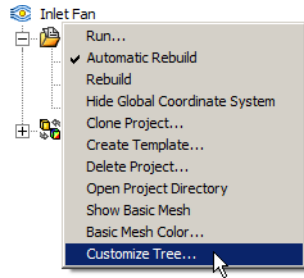 Inlet Fan
Run...
Automatic Rebuild
Rebuild
Hide Global Coordinate System
Clone Project...
Create Template...
Delete Project...
Open Project Directory
Show Basic Mesh
Basic Mesh Color...
Customize Tree...